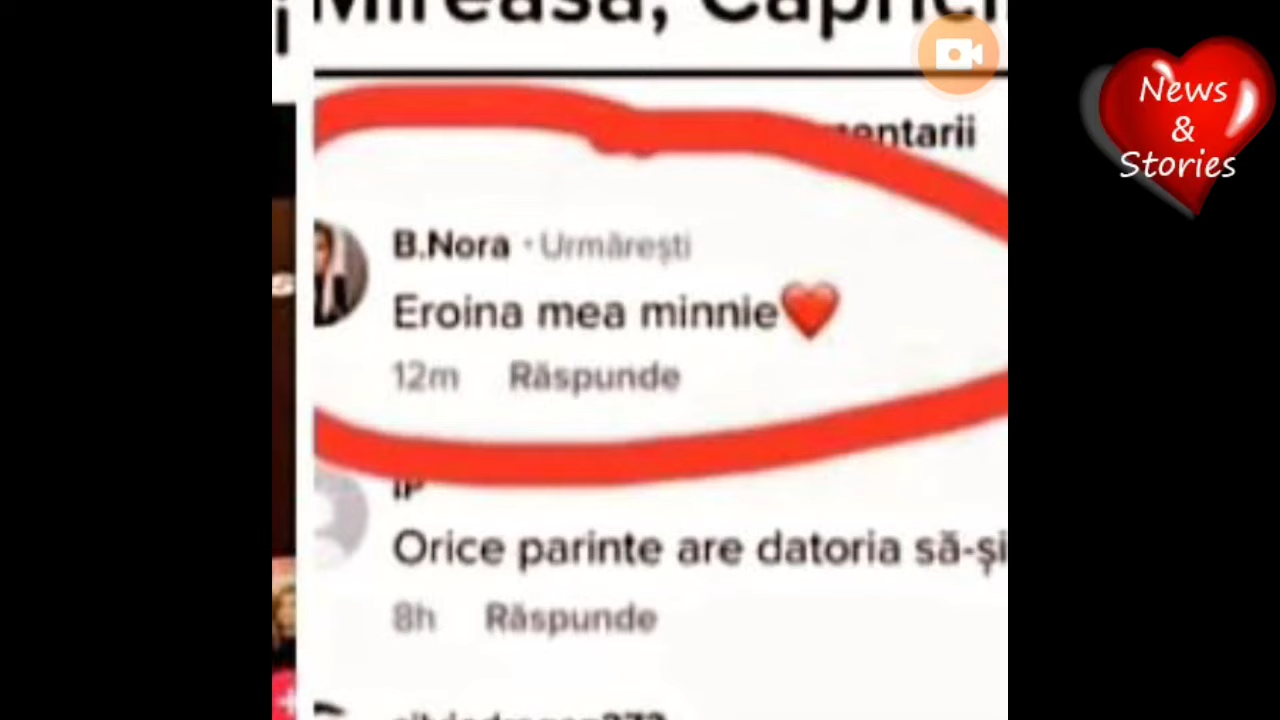 Mireasa, Caprici
News
&
Stories
B.Nora · Urmărești
Eroina mea minnie❤️
12m Răspunde
Orice parinte are datoria să-și
8h Răspunde